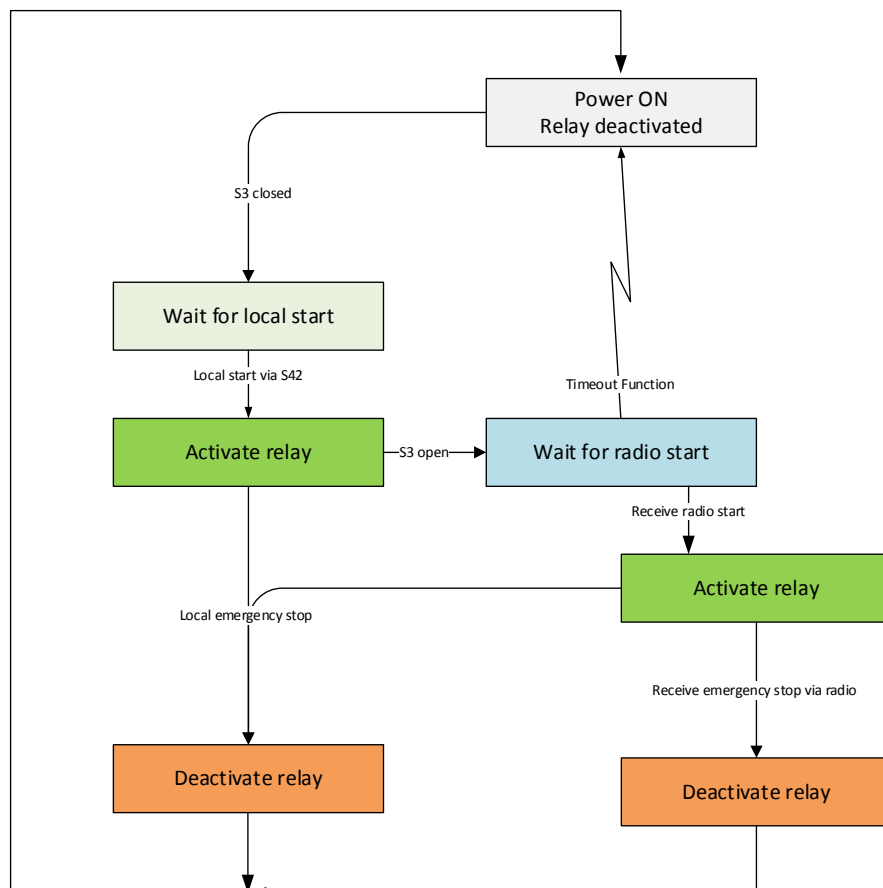 Power ON
Relay deactivated
S3 closed
Wait for local start
Local start via S42
Timeout Function
Activate relay
S3 open
Wait for radio start
Receive radio start
Activate relay
Local emergency stop
Receive emergency stop via radio
Deactivate relay
Deactivate relay